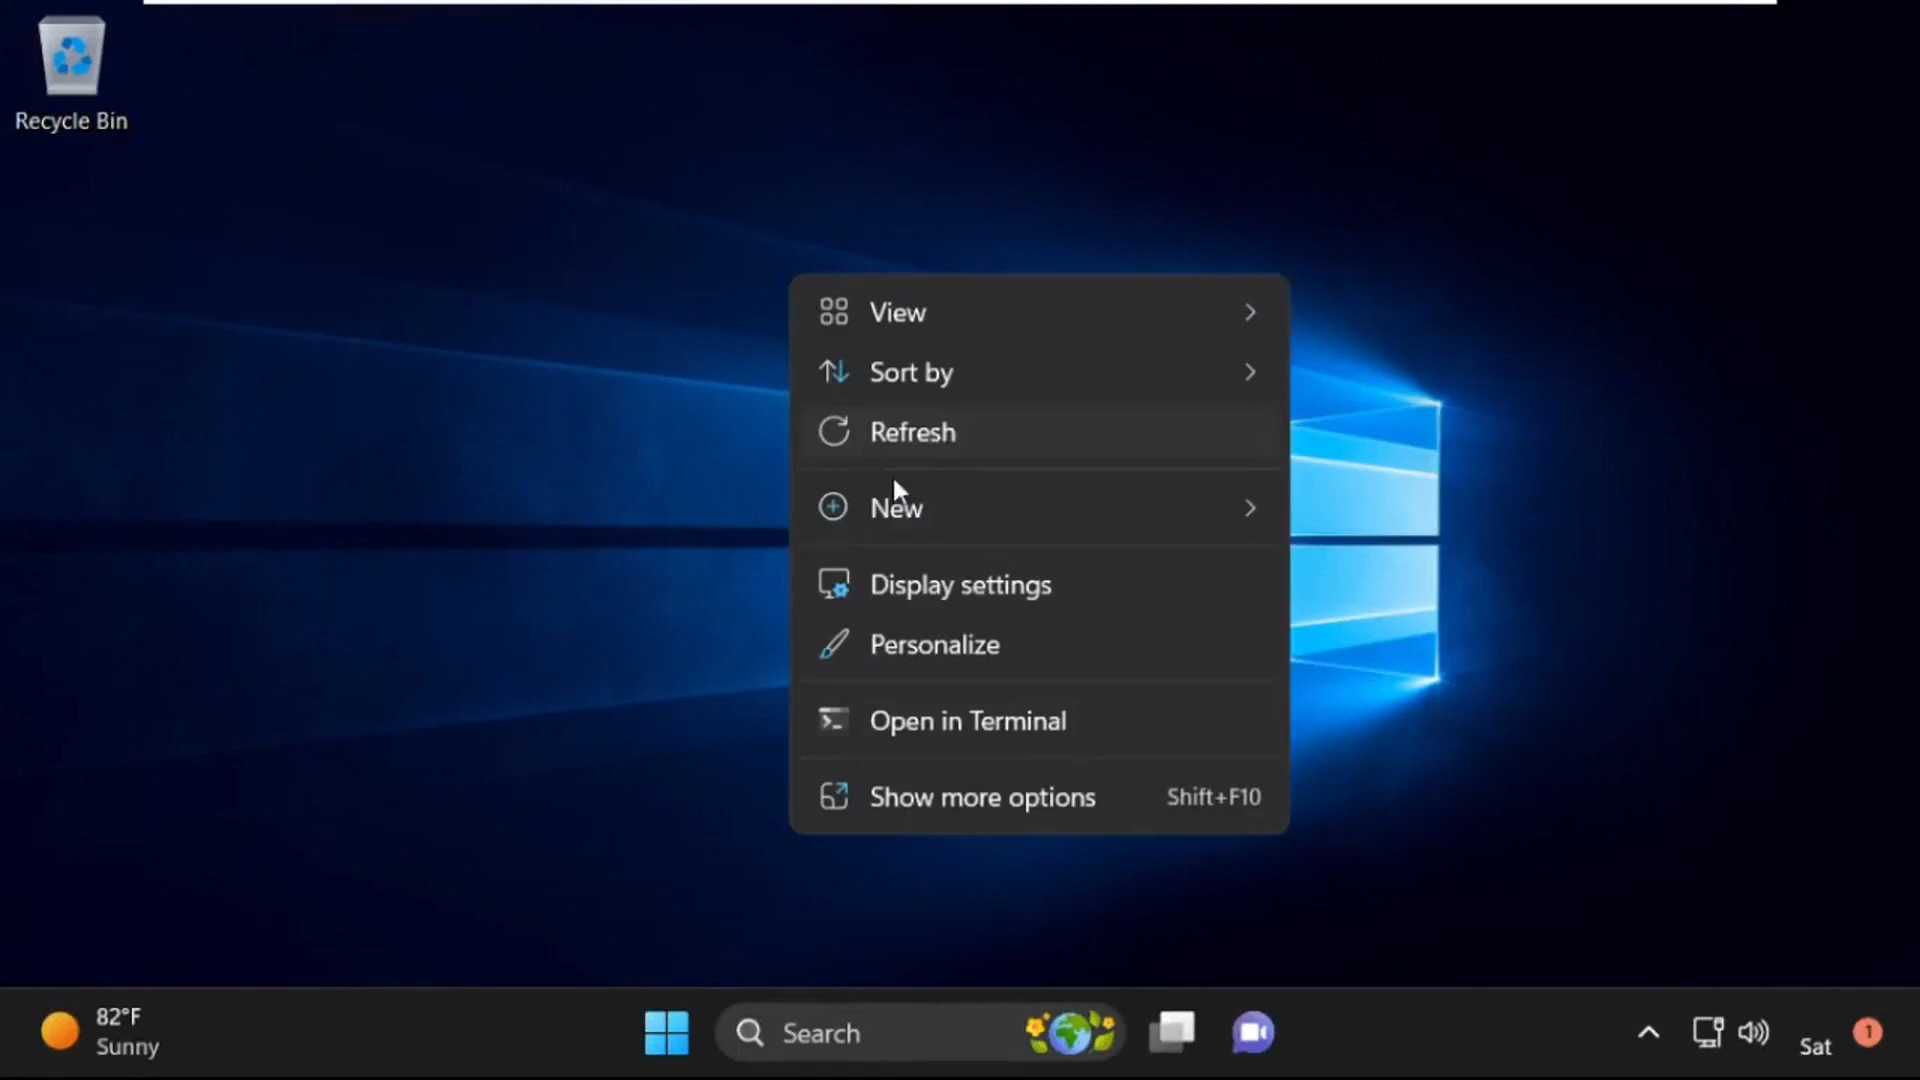 Recycle Bin
View
Sort by
Refresh
New
Display settings
Personalize
Open in Terminal
Show more options Shift+F10
82°F
Sunny
Search
Sat
1